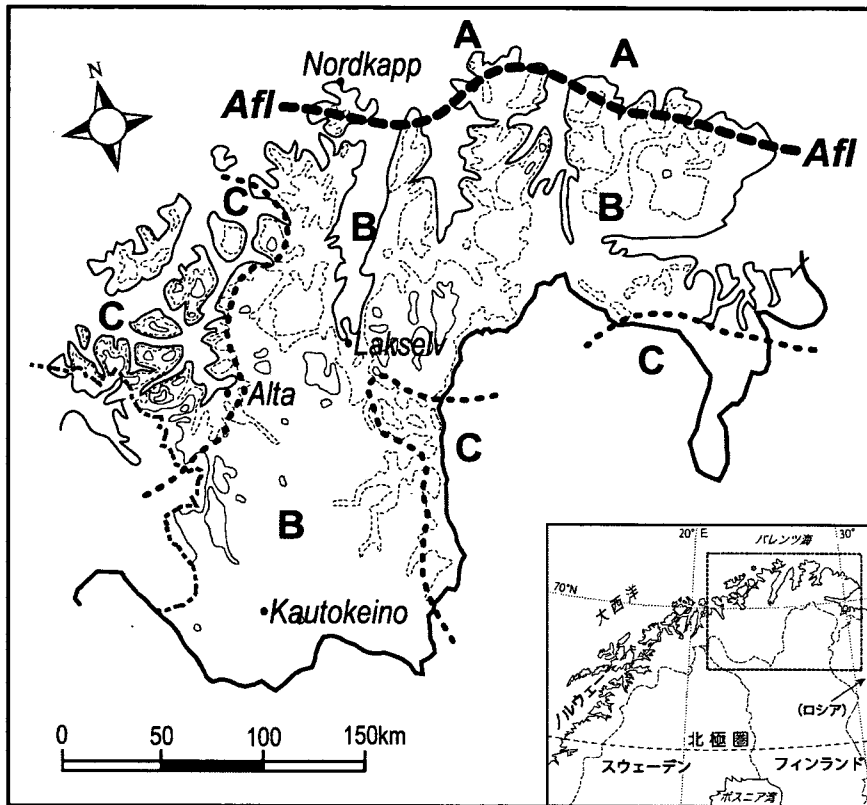 A
A
Nordkapp
N
Afl
Afl
C
B
B
C
Lakselv
C
Alta
C
B
Kautokeino
0 50 100 150km
20° E 30°
バレンツ海
70°N
大西洋
ノルウェー
(ロシア)
北極圏
スウェーデン フィンランド
ボスニア湾